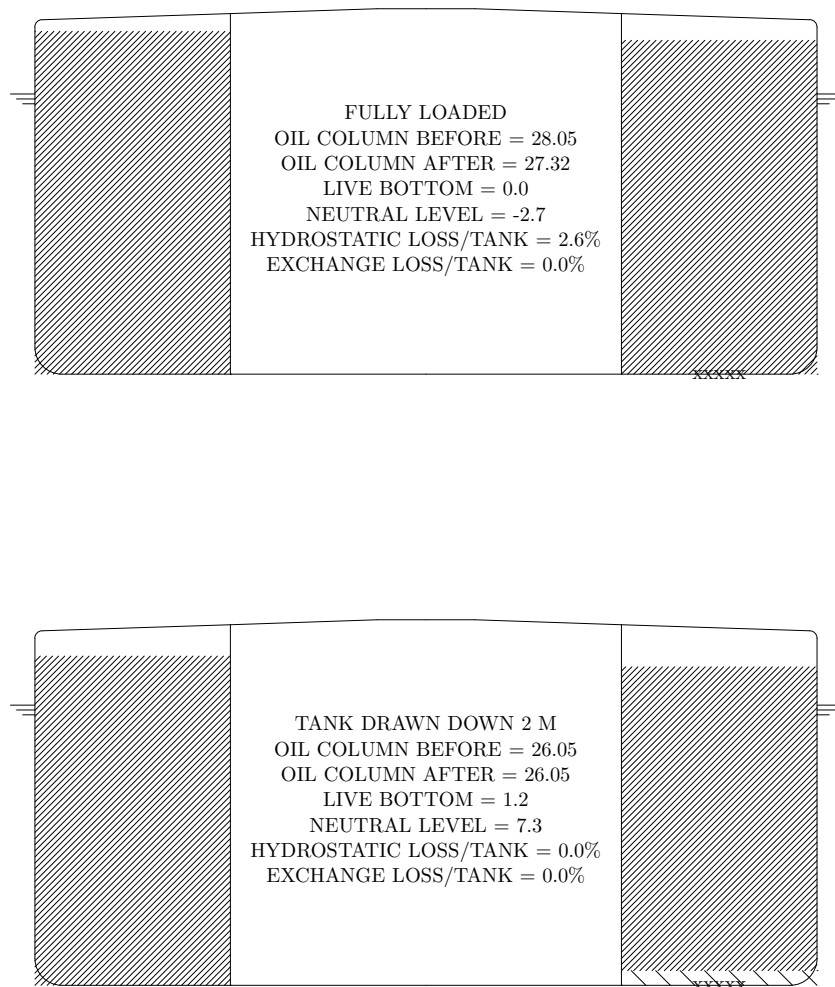 FULLY LOADED
OIL COLUMN BEFORE = 28.05
OIL COLUMN AFTER = 27.32
LIVE BOTTOM = 0.0
NEUTRAL LEVEL = -2.7
HYDROSTATIC LOSS/TANK = 2.6%
EXCHANGE LOSS/TANK = 0.0%
XXXXX
TANK DRAWN DOWN 2 M
OIL COLUMN BEFORE = 26.05
OIL COLUMN AFTER = 26.05
LIVE BOTTOM = 1.2
NEUTRAL LEVEL = 7.3
HYDROSTATIC LOSS/TANK = 0.0%
EXCHANGE LOSS/TANK = 0.0%
XXXXX